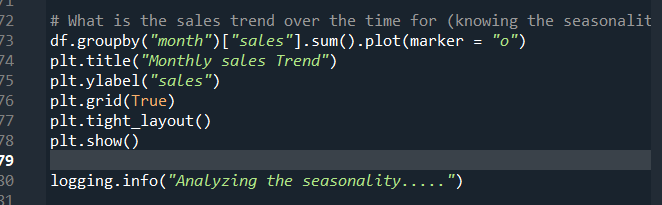 72 # What is the sales trend over the time for (knowing the seasonalit
73 df.groupby("month")["sales"].sum().plot(marker = "o")
74 plt.title("Monthly sales Trend")
75 plt.ylabel("sales")
76 plt.grid(True)
77 plt.tight_layout()
78 plt.show()
79
80 logging.info("Analyzing the seasonality.....")
81